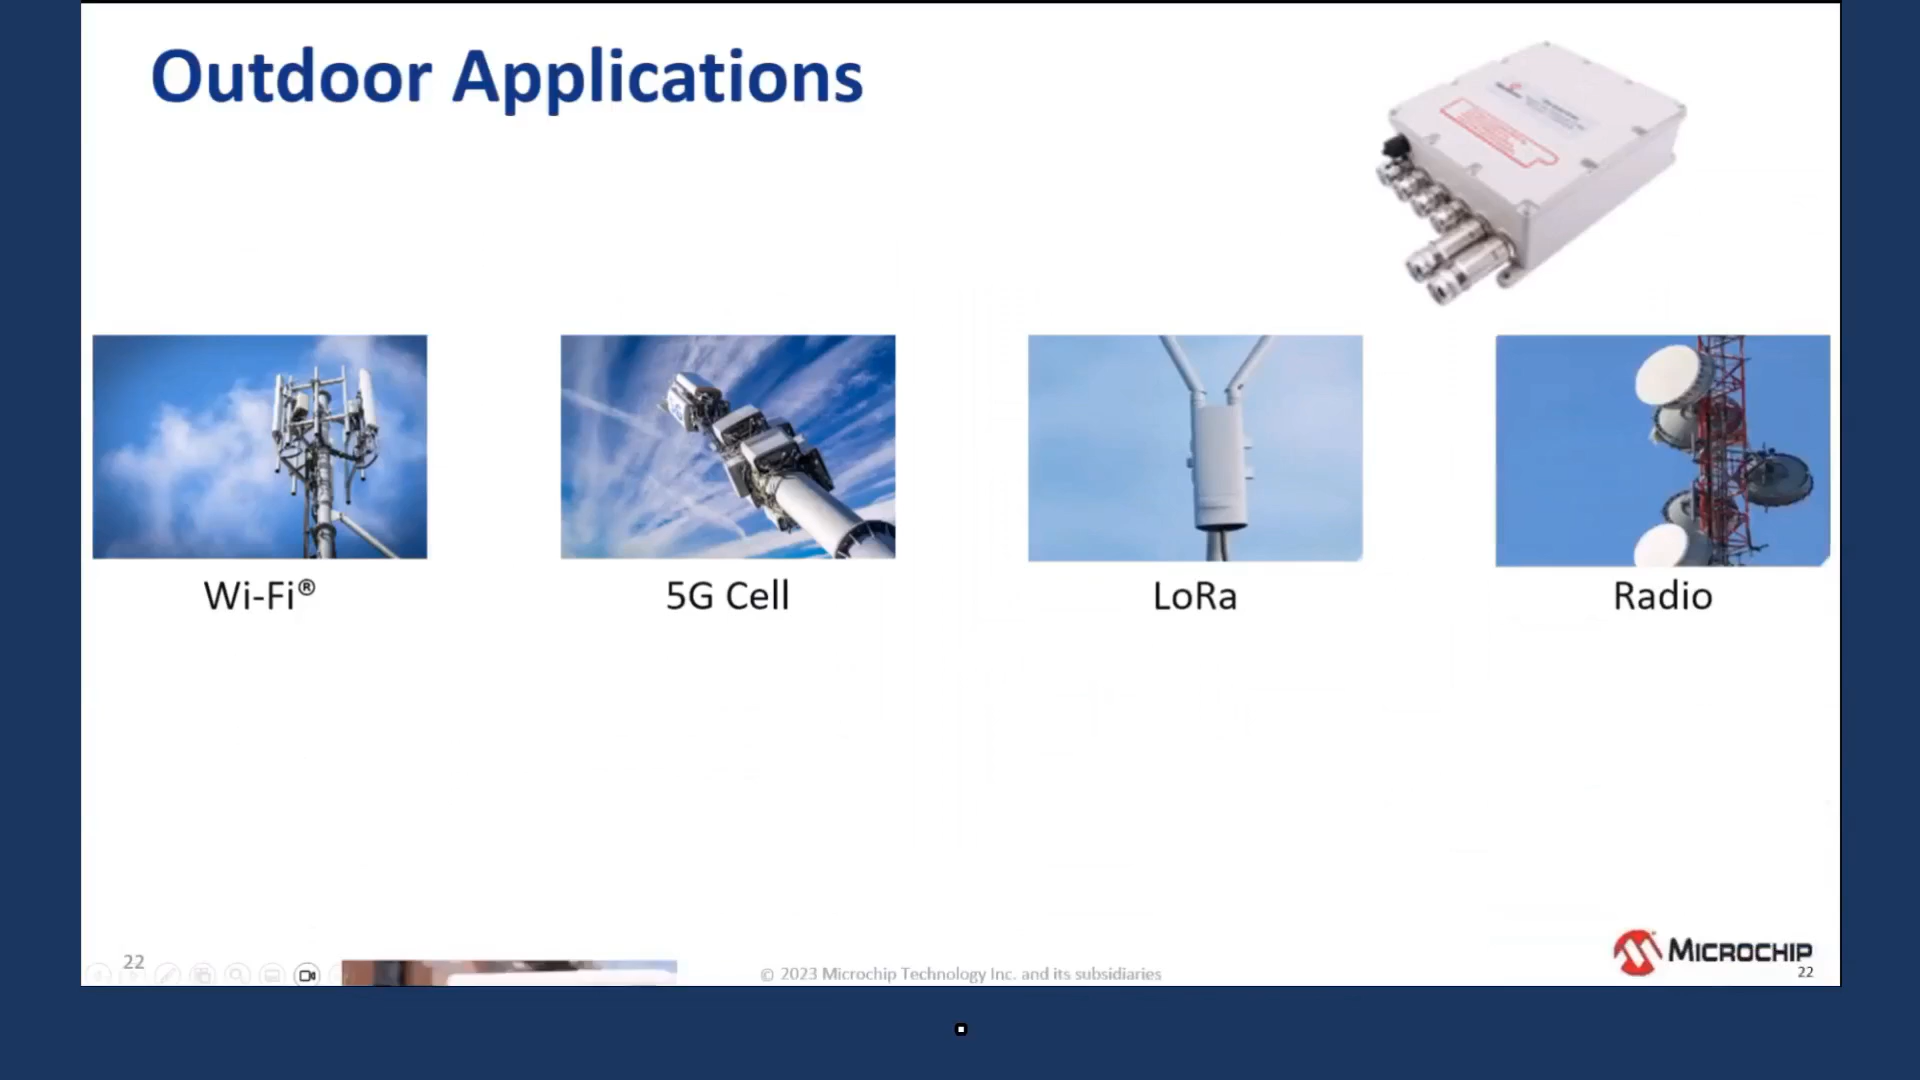 Outdoor Applications
Wi-Fi®
5G Cell
LoRa
Radio
22
© 2023 Microchip Technology Inc. and its subsidiaries
MICROCHIP
22